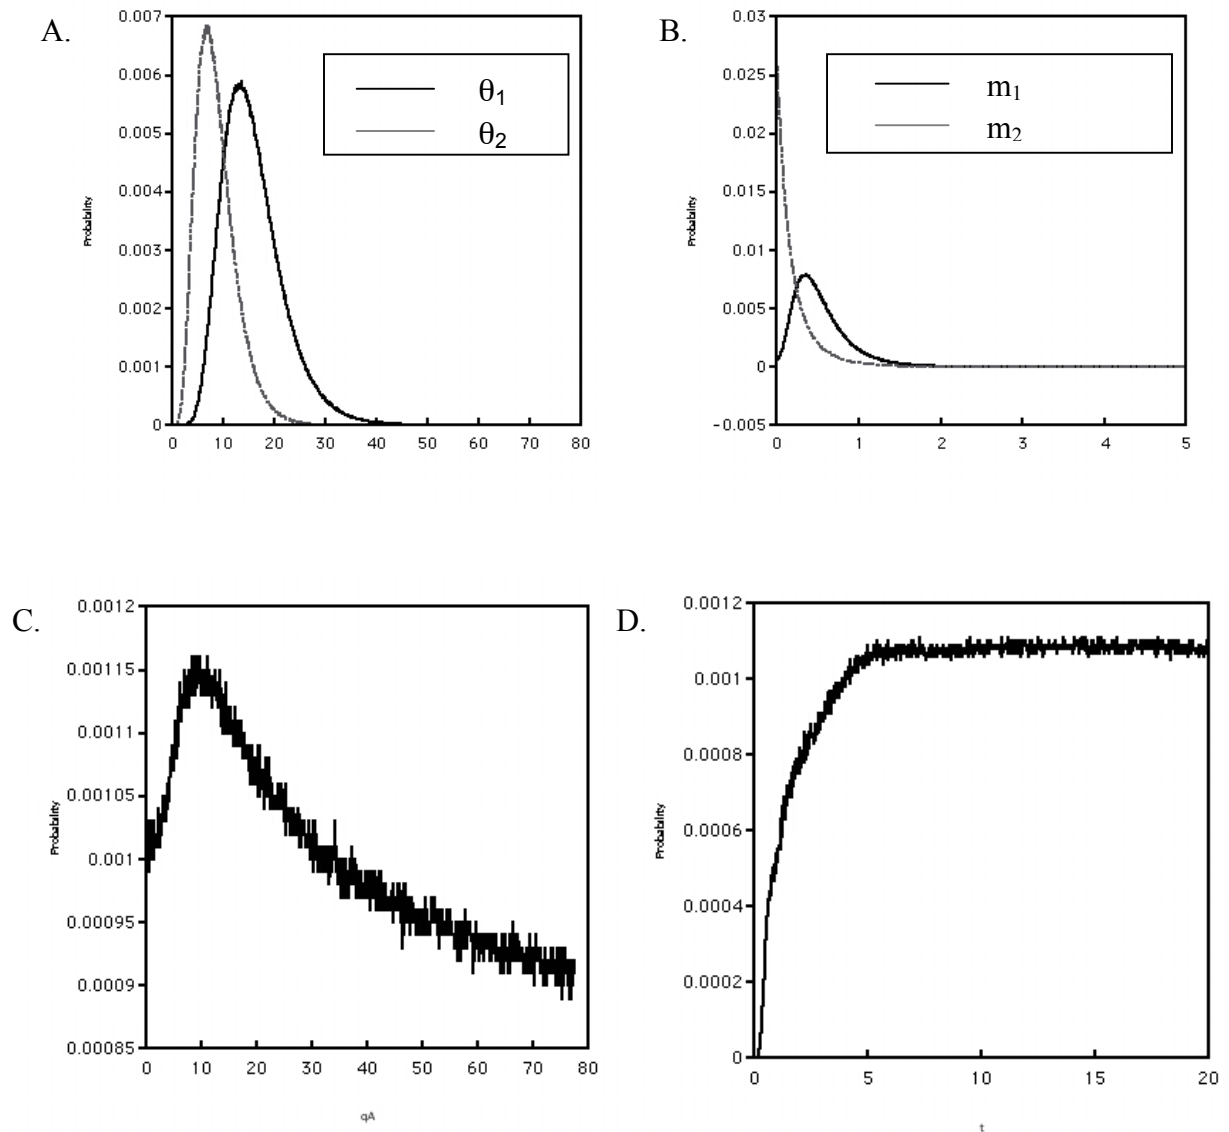 A.
0.007
0.006
0.005
0.004
0.003
0.002
0.001
0
0 10 20 30 40 50 60 70 80
Probability
θ1
θ2
B.
0.03
0.025
0.02
0.015
0.01
0.005
0
-0.005
0 1 2 3 4 5
Probability
m1
m2
C.
0.0012
0.00115
0.0011
0.00105
0.001
0.00095
0.0009
0.00085
0 10 20 30 40 50 60 70 80
Probability
qA
D.
0.0012
0.001
0.0008
0.0006
0.0004
0.0002
0
0 5 10 15 20
Probability
t